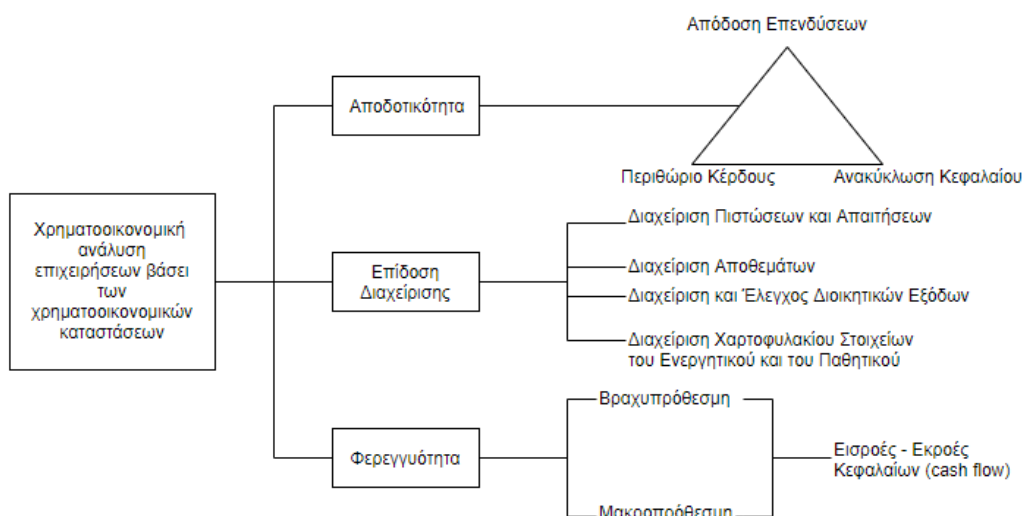 Απόδοση Επενδύσεων
Αποδοτικότητα
Περιθώριο Κέρδους
Ανακύκλωση Κεφαλαίου
Χρηματοοικονομική
ανάλυση
επιχειρήσεων βάσει
των
χρηματοοικονομικών
καταστάσεων
Επίδοση
Διαχείρισης
Διαχείριση Πιστώσεων και Απαιτήσεων
Διαχείριση Αποθεμάτων
Διαχείριση και Έλεγχος Διοικητικών Εξόδων
Διαχείριση Χαρτοφυλακίου Στοιχείων
του Ενεργητικού και του Παθητικού
Φερεγγυότητα
Βραχυπρόθεσμη
Μακροπρόθεσμη
Εισροές - Εκροές
Κεφαλαίων (cash flow)